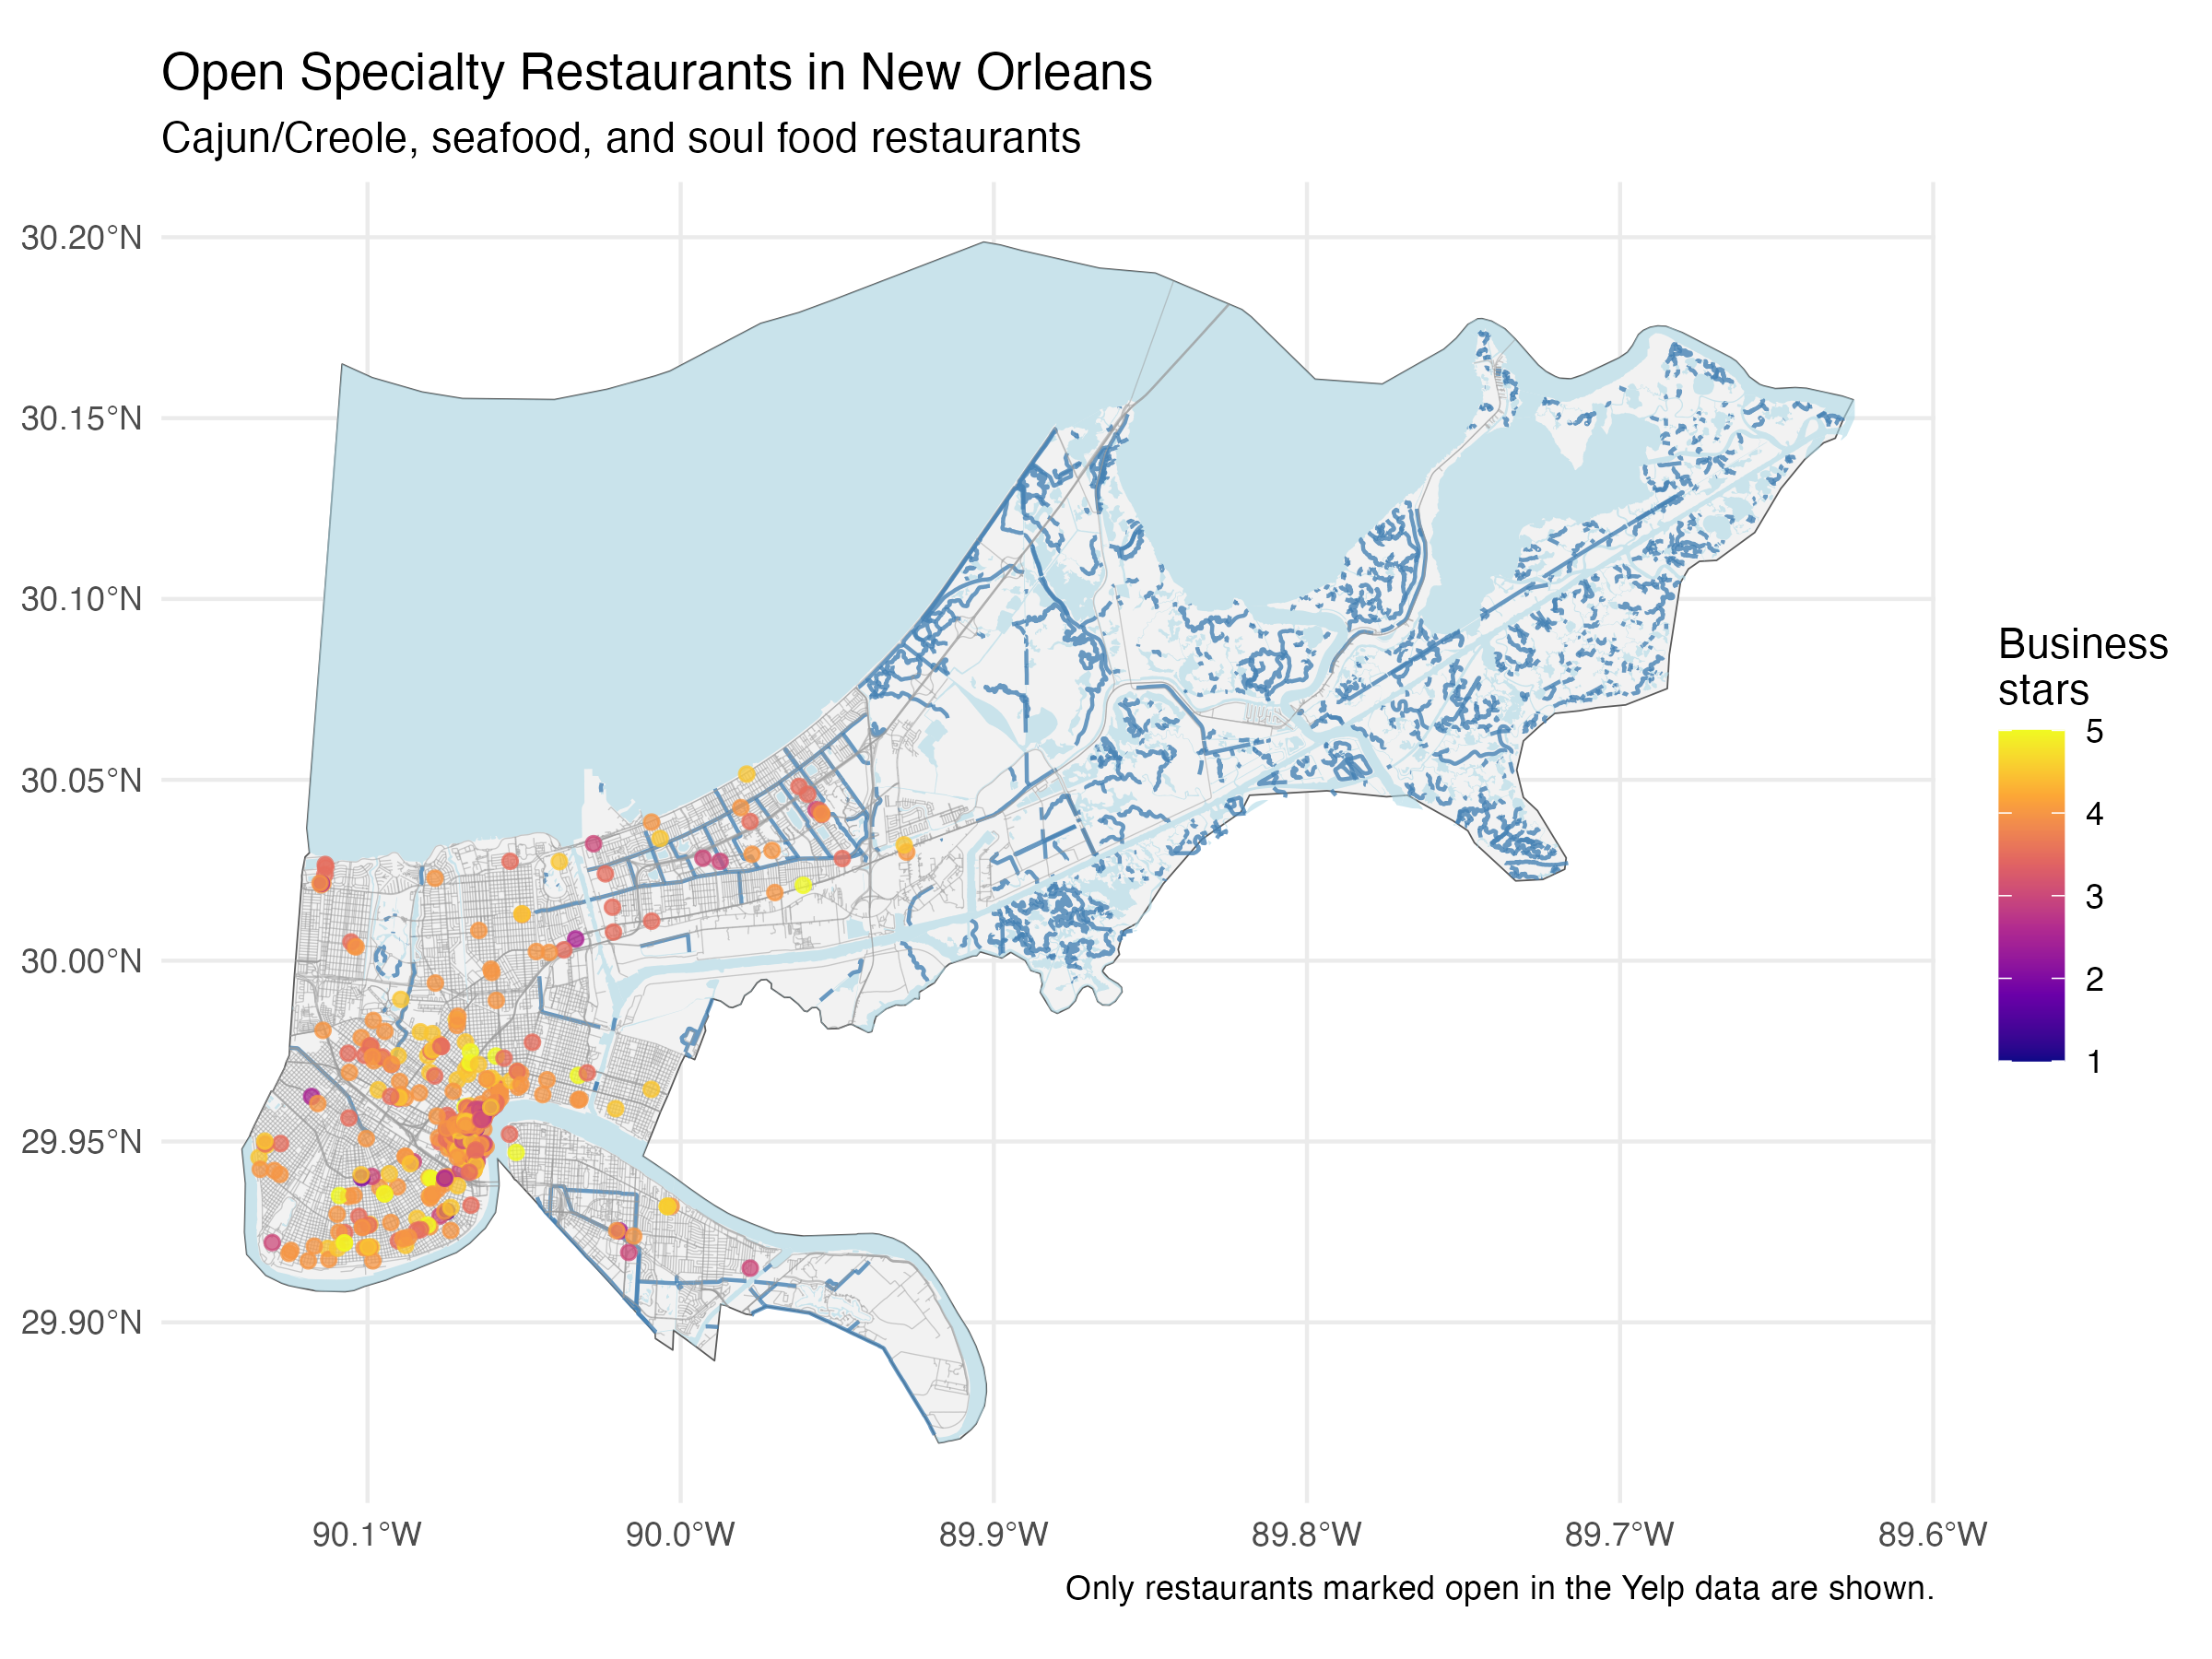 Open Specialty Restaurants in New Orleans
Cajun/Creole, seafood, and soul food restaurants
30.20°N
30.15°N
30.10°N
30.05°N
30.00°N
29.95°N
29.90°N
90.1°W
90.0°W
89.9°W
89.8°W
89.7°W
89.6°W
Business
stars
5
4
3
2
1
Only restaurants marked open in the Yelp data are shown.